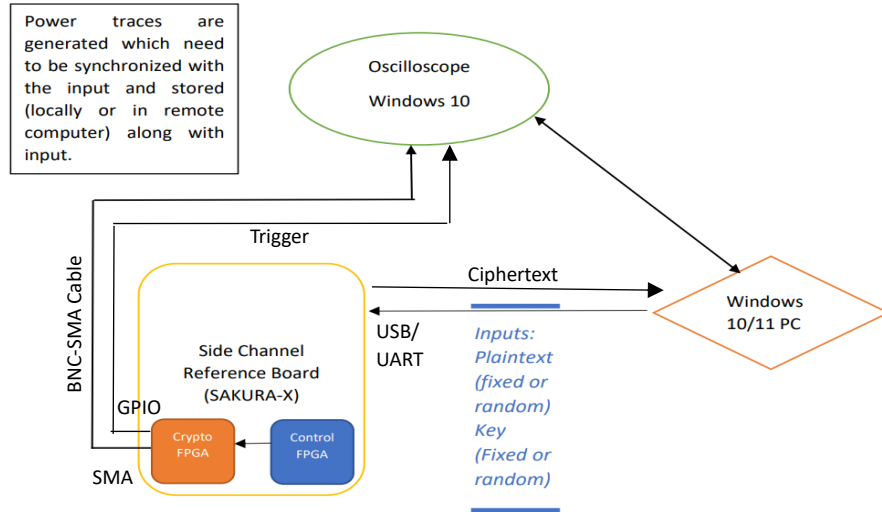 Power traces are
generated which need
to be synchronized with
the input and stored
(locally or in remote
computer) along with
input.
Oscilloscope
Windows 10
Trigger
BNC-SMA Cable
Ciphertext
Windows
10/11 PC
USB/
UART
Inputs:
Plaintext
(fixed or
random)
Key
(Fixed or
random)
Side Channel
Reference Board
(SAKURA-X)
GPIO
Crypto
FPGA
Control
FPGA
SMA